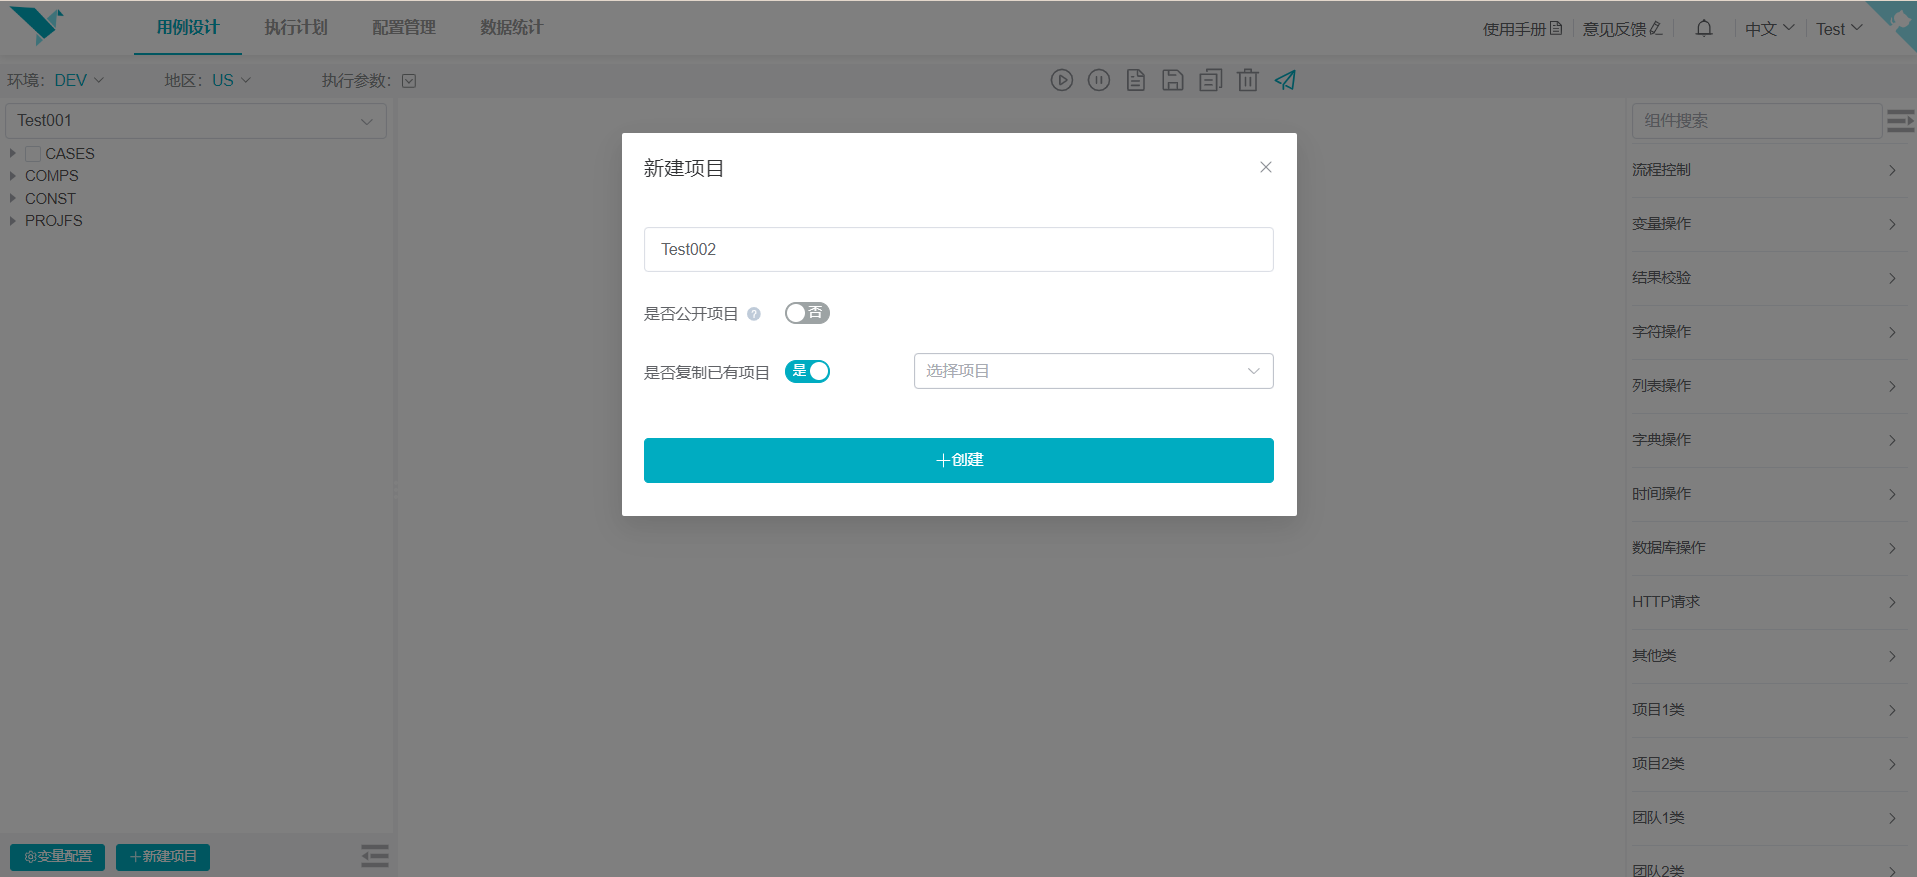 用例设计 执行计划 配置管理 数据统计 使用手册 意见反馈 中文 Test
环境: DEV 地区: US 执行参数:
Test001
CASES
COMPS
CONST
PROJFS
变量配置 +新建项目
新建项目
Test002
是否公开项目 ? 否
是否复制已有项目 是 选择项目
+创建
组件搜索
流程控制
变量操作
结果校验
字符操作
列表操作
字典操作
时间操作
数据库操作
HTTP请求
其他类
项目1类
项目2类
团队1类
团队2类